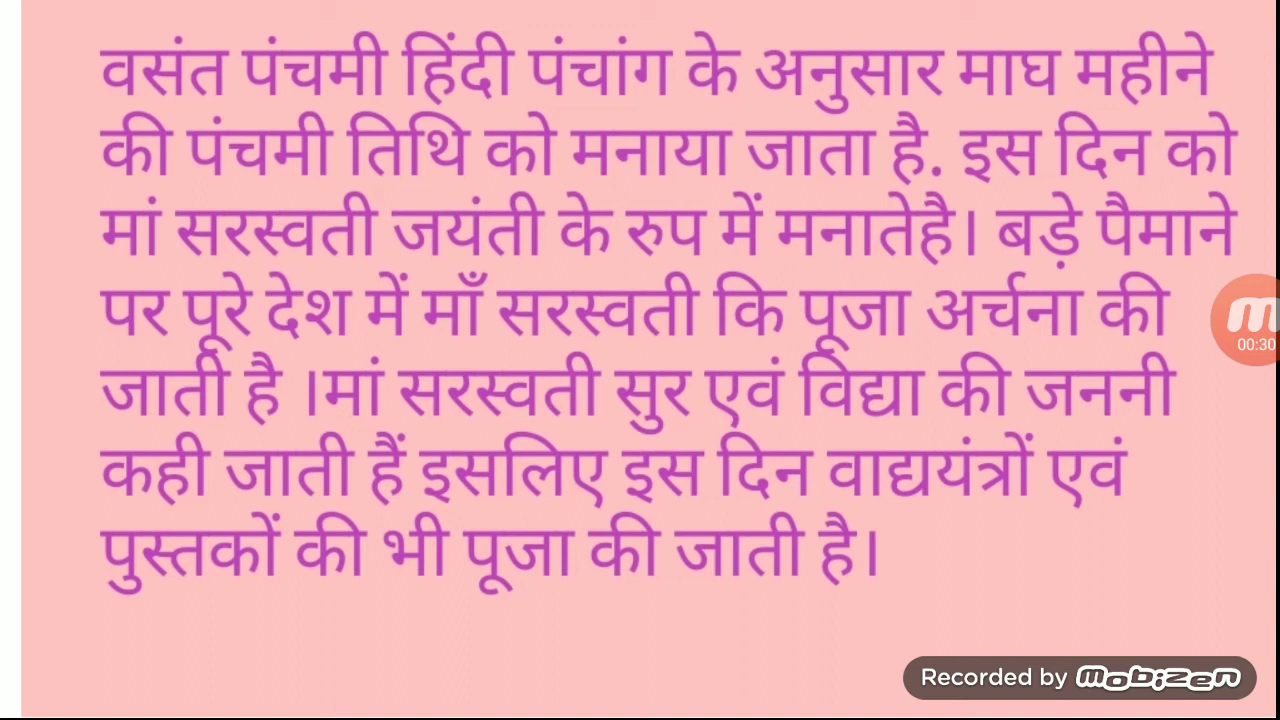 वसंत पंचमी हिंदी पंचांग के अनुसार माघ महीने
की पंचमी तिथि को मनाया जाता है. इस दिन को
मां सरस्वती जयंती के रुप में मनातेहै। बड़े पैमाने
पर पूरे देश में माँ सरस्वती कि पूजा अर्चना की
जाती है ।मां सरस्वती सुर एवं विद्या की जननी
कही जाती हैं इसलिए इस दिन वाद्ययंत्रों एवं
पुस्तकों की भी पूजा की जाती है।
00:30
Recorded by mobizen